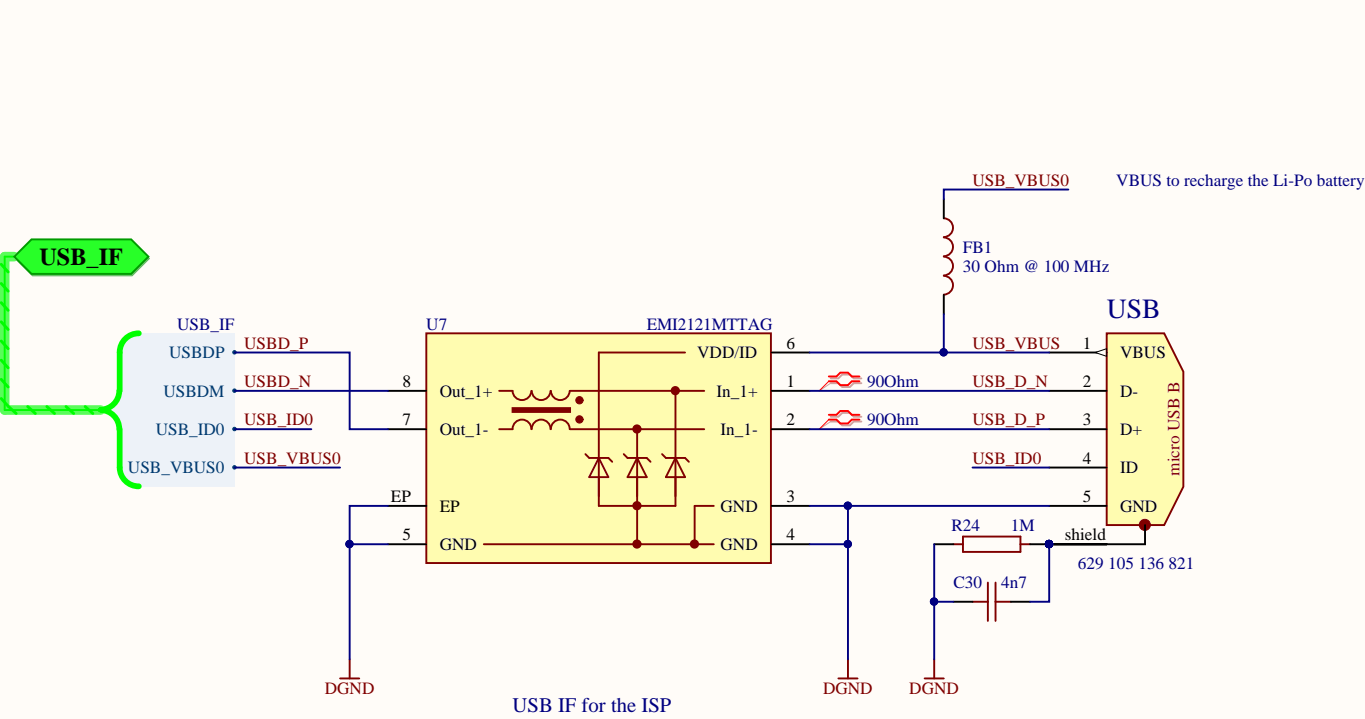 USB_VBUS0 VBUS to recharge the Li-Po battery
USB_IF
FB1
30 Ohm @ 100 MHz
USB
USB_IF
U7 EMI2121MTTAG
USBDP USBD_P
VDD/ID 6 USB_VBUS 1 VBUS
USBDM USBD_N 8 Out_1+ In_1+ 1 90Ohm USB_D_N 2 D-
USB_ID0 USB_ID0 7 Out_1- In_1- 2 90Ohm USB_D_P 3 D+
USB_VBUS0 USB_VBUS0 USB_ID0 4 ID
micro USB B
EP EP GND 3 5 GND
5 GND GND 4
R24 1M shield
629 105 136 821
C30 4n7
DGND DGND DGND
USB IF for the ISP